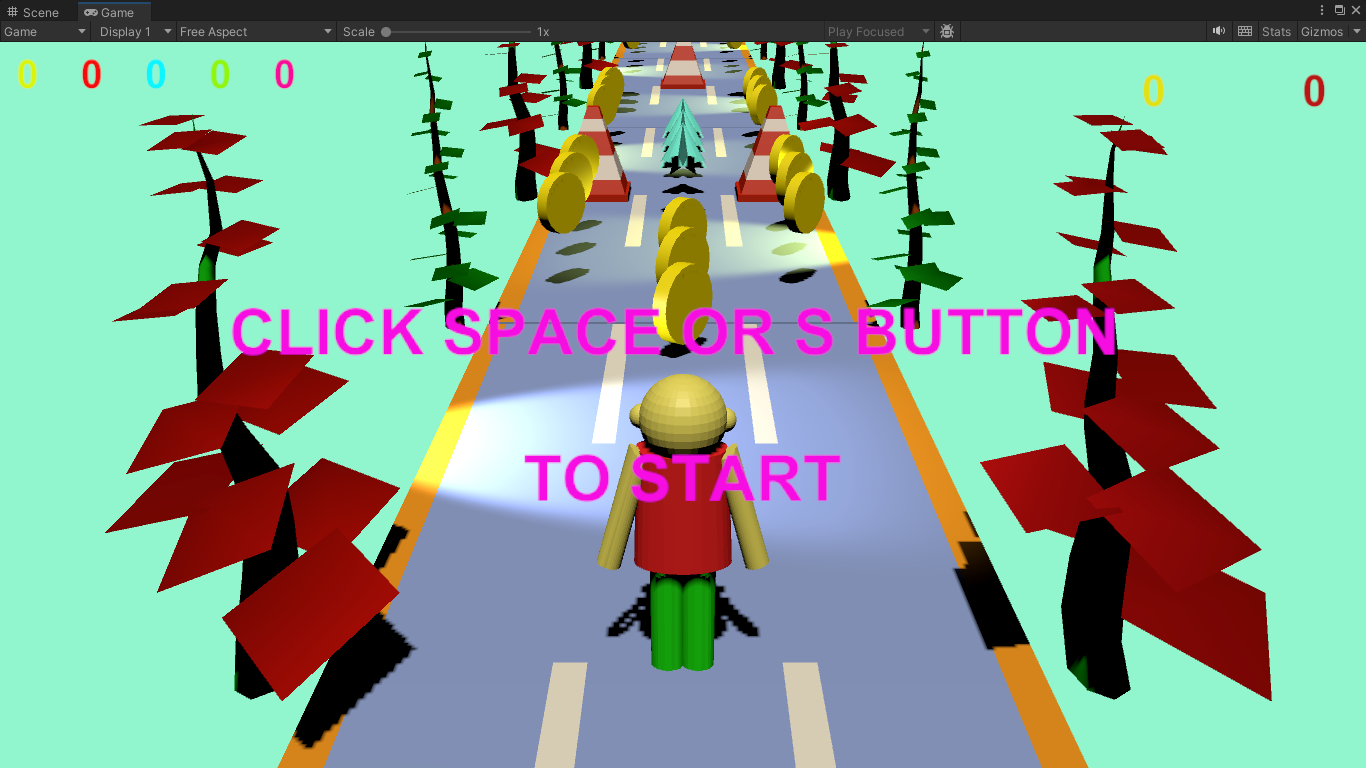 Scene Game
Game Display 1 Free Aspect Scale 1x Play Focused Stats Gizmos
0 0 0 0 0 0 0
CLICK SPACE OR S BUTTON
TO START